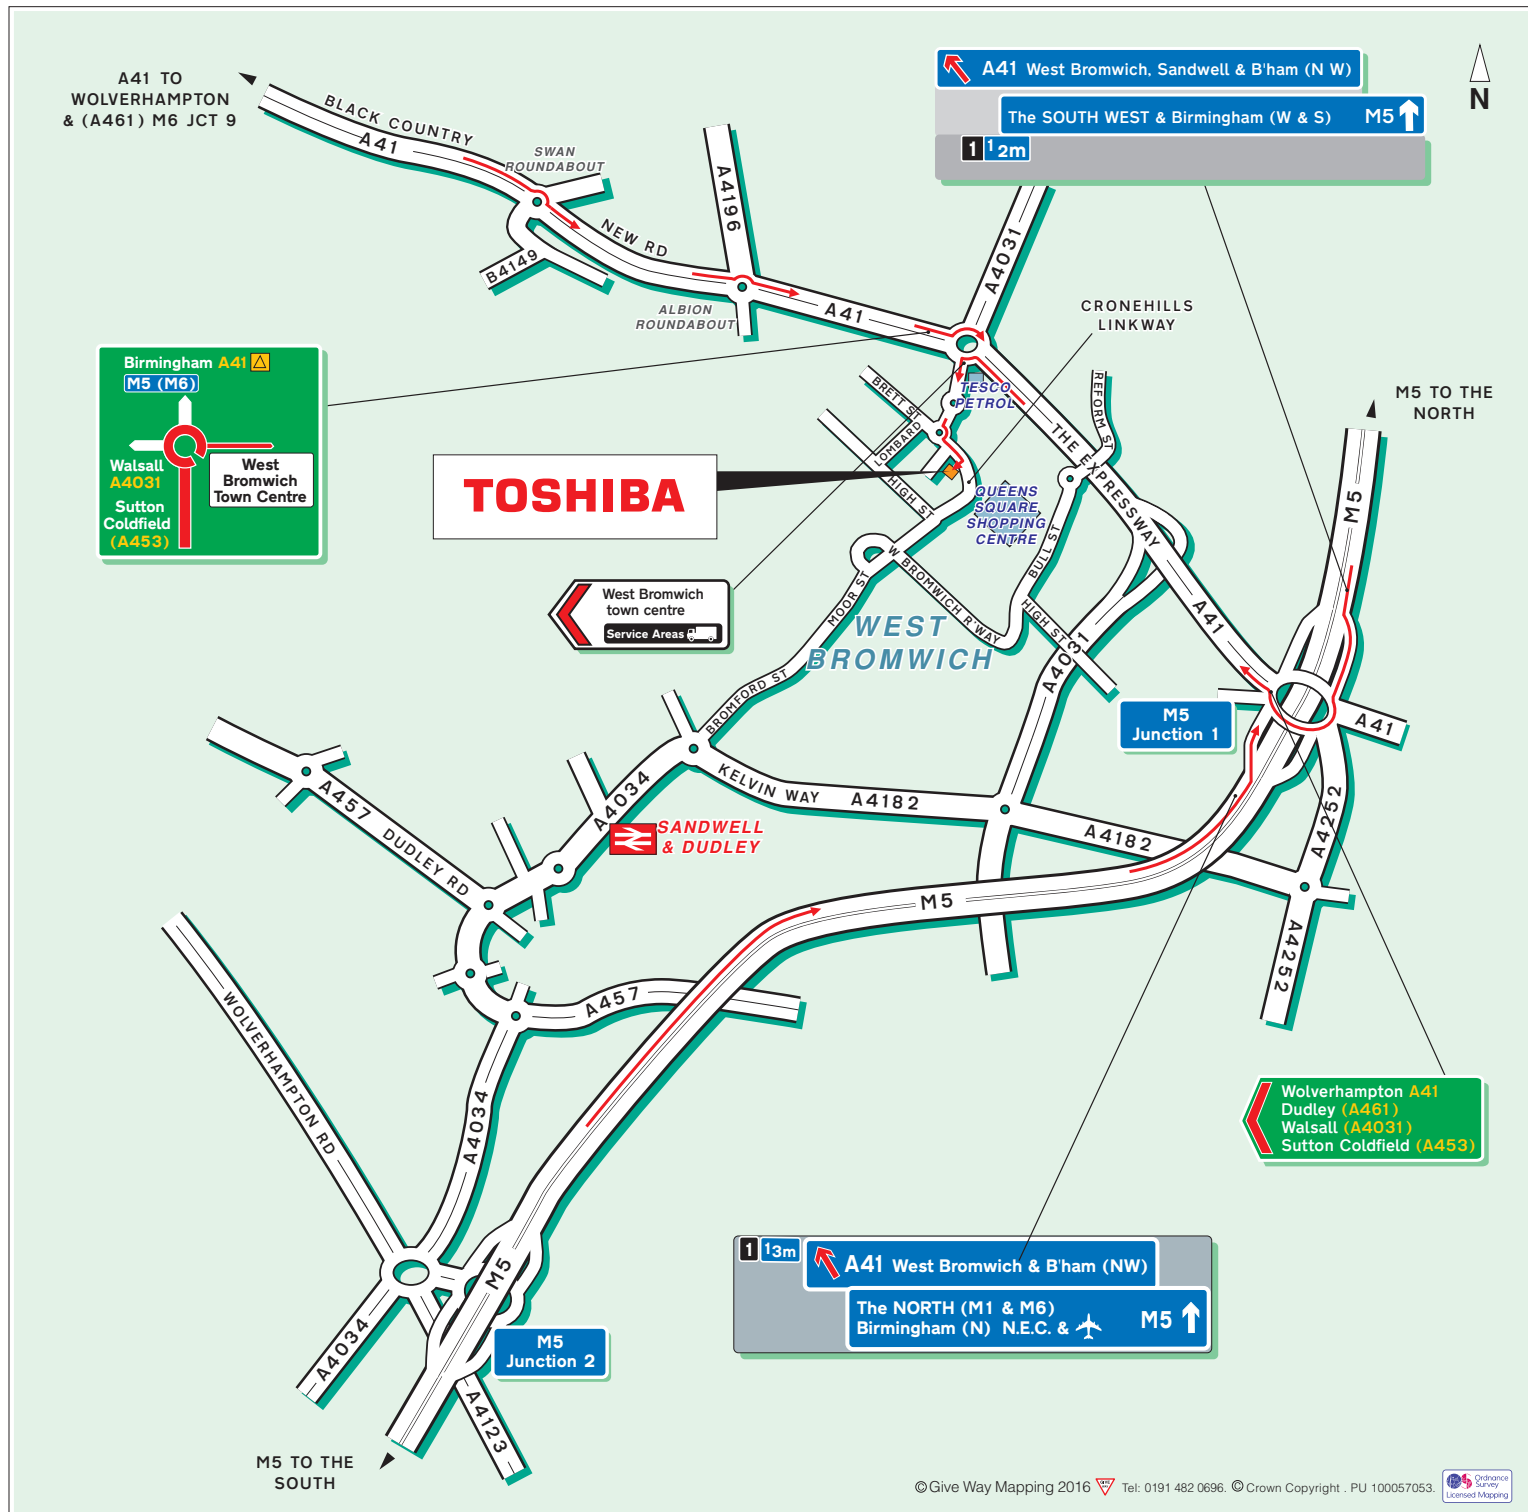 A41 TO
WOLVERHAMPTON
& (A461) M6 JCT 9
BLACK COUNTRY
A41
SWAN
ROUNDABOUT
NEW RD
B4149
A4196
ALBION
ROUNDABOUT
A41
A4031
A41 West Bromwich, Sandwell & B'ham (N W)
The SOUTH WEST & Birmingham (W & S) M5
1 12m
N
CRONEHILLS
LINKWAY
Birmingham A41
M5 (M6)
Walsall
A4031
West
Bromwich
Town Centre
Sutton
Coldfield
(A453)
TESCO
PETROL
BRETT ST
LOMBARD
HIGH ST
REFORM ST
THE EXPRESSWAY
M5 TO THE
NORTH
M5
TOSHIBA
QUEENS
SQUARE
SHOPPING
CENTRE
BULL ST
W BROMWICH R'WAY
HIGH ST
MOOR ST
West Bromwich
town centre
Service Areas
WEST
BROMWICH
A4031
A41
BROMFORD ST
M5
Junction 1
A41
A457 DUDLEY RD
A4034
KELVIN WAY A4182
A4182
A4252
SANDWELL
& DUDLEY
M5
A4252
WOLVERHAMPTON RD
A457
A4034
Wolverhampton A41
Dudley (A461)
Walsall (A4031)
Sutton Coldfield (A453)
1 13m
A41 West Bromwich & B'ham (NW)
The NORTH (M1 & M6)
Birmingham (N) N.E.C. & M5
M5
A4034
M5
Junction 2
A4123
M5 TO THE
SOUTH
© Give Way Mapping 2016 Tel: 0191 482 0696. © Crown Copyright . PU 100057053.
Ordnance
Survey
Licensed Mapping